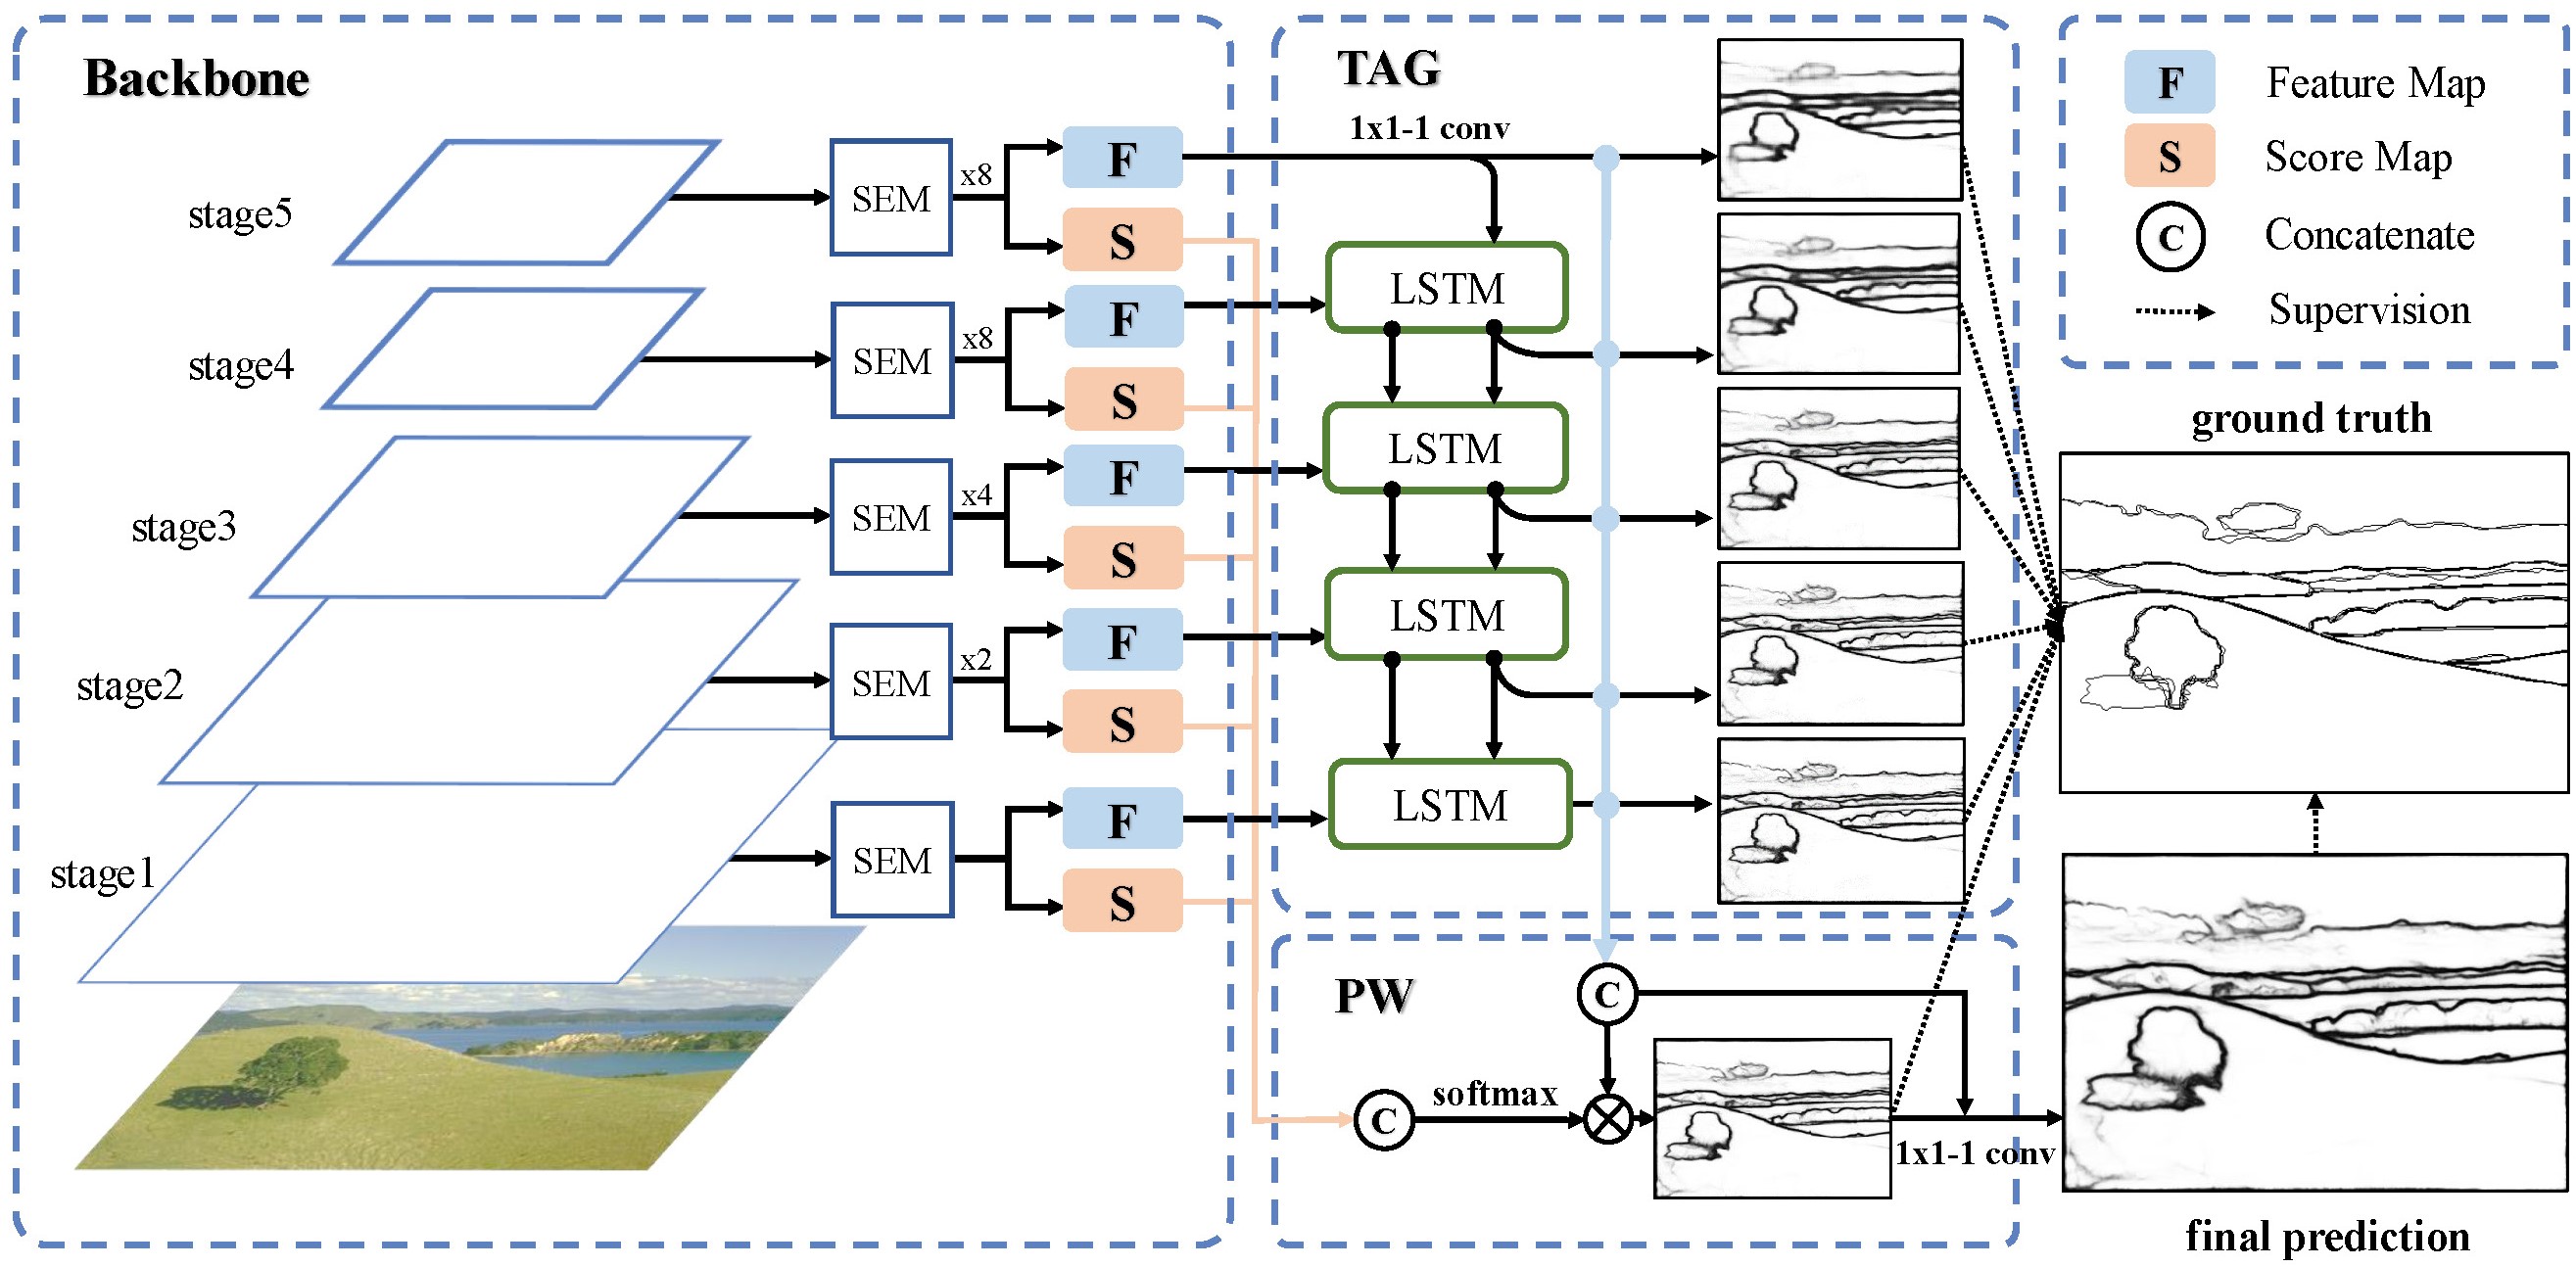 Backbone
stage5
SEM
x8
F
S
stage4
SEM
x8
F
S
stage3
SEM
x4
F
S
stage2
SEM
x2
F
S
stage1
SEM
F
S
TAG
1x1-1 conv
LSTM
LSTM
LSTM
LSTM
PW
C
C
softmax
1x1-1 conv
F Feature Map
S Score Map
C Concatenate
Supervision
ground truth
final prediction